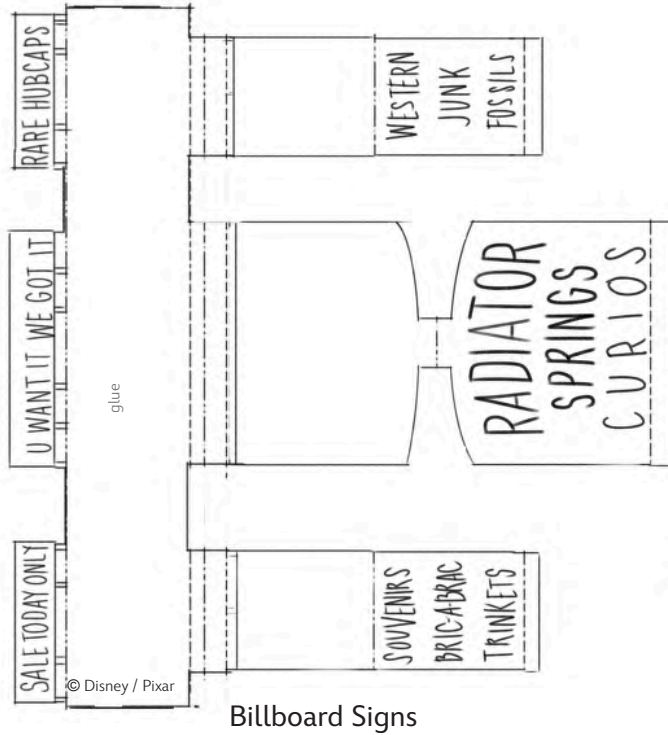 RARE HUBCAPS
U WANT IT WE GOT IT
SALE TODAY ONLY
glue
WESTERN
JUNK
FOSSILS
RADIATOR
SPRINGS
CURIOS
SOUVENIRS
BRIC-A-BRAC
TRINKETS
© Disney / Pixar
Billboard Signs